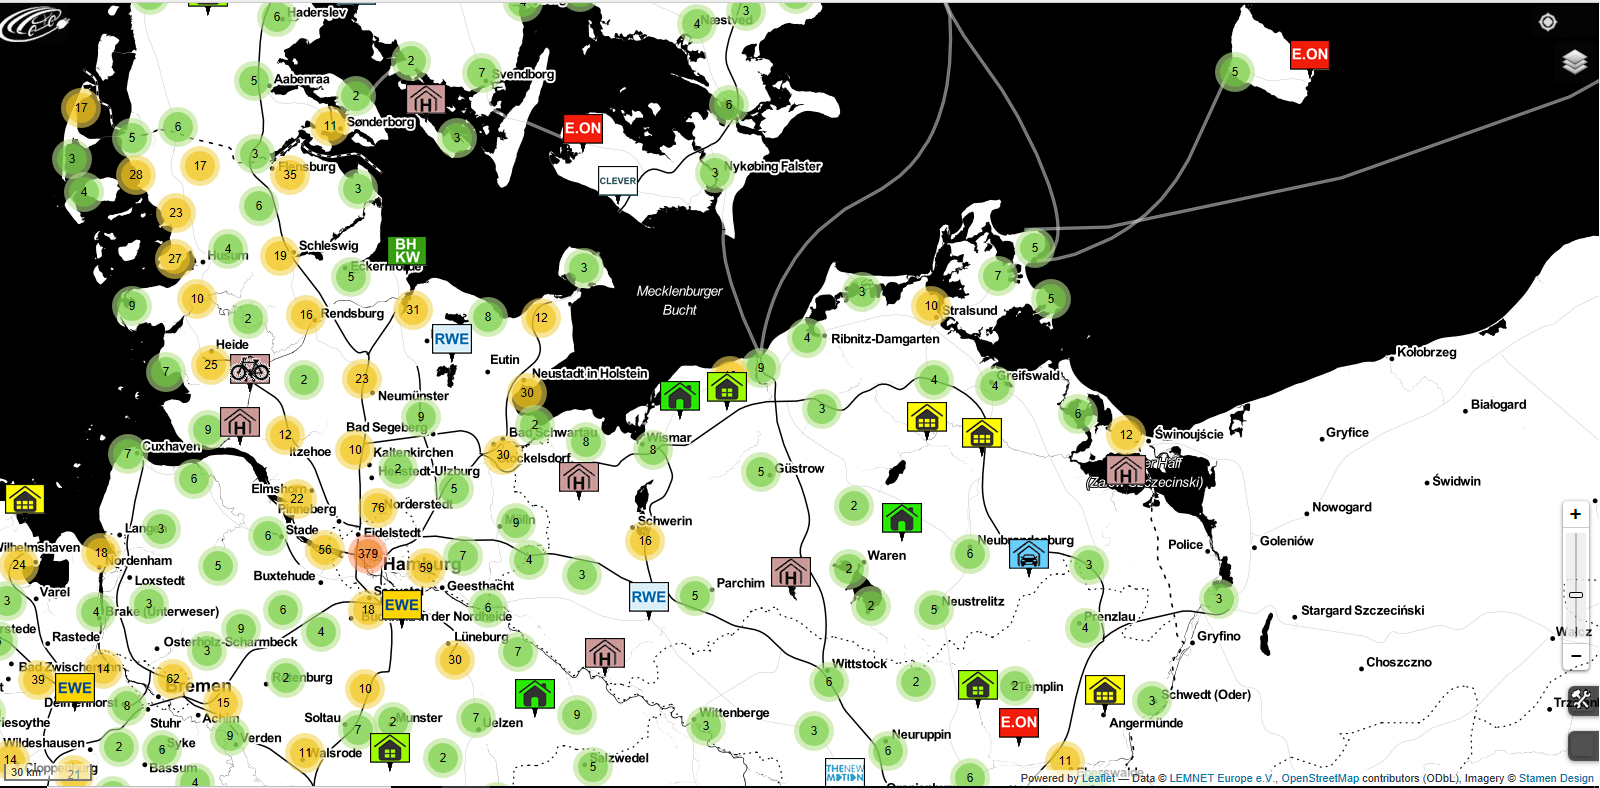 6
Haderslev
4
Næstved
3
2
5
Aabenraa
7
Svendborg
5
E.ON
17
2
6
11
Sønderborg
5
6
E.ON
3
3
3
Flensburg
17
35
28
3
Nykøbing Falster
3
CLEVER
4
6
23
BH
KW
Schleswig
4
19
5
27
Husum
Eckernförde
5
3
7
Mecklenburger
Bucht
3
5
10
9
2
16
Rendsburg
31
8
12
10
Stralsund
RWE
4
Ribnitz-Damgarten
Heide
25
Eutin
Kołobrzeg
7
2
23
Neustadt in Holstein
9
4
4
Greifswald
Neumünster
30
3
Białogard
9
9
2
6
Bad Segeberg
Bad Schwartau
Gryfice
12
12
Świnoujście
8
Wismar
8
7
Cuxhaven
Itzehoe
10
Kaltenkirchen
30
Stockelsdorf
2
Henstedt-Ulzburg
5
Güstrow
6
Świdwin
(Zalew Szczeciński)
Elmshorn
22
5
Pinneberg
76
Norderstedt
2
Nowogard
9
Mölln
Schwerin
3
6
Stade
Eidelstedt
16
Neubrandenburg
6
Police
Goleniów
Wilhelmshaven
18
56
379
Hamburg
7
4
Waren
24
Nordenham
5
59
3
2
3
Loxstedt
Buxtehude
Geesthacht
Parchim
Varel
3
3
4
Brake (Unterweser)
6
18
EWE
6
RWE
5
2
5
Neustrelitz
3
Stargard Szczeciński
Prenzlau
4
9
4
Rastede
Osterholz-Scharmbeck
3
Lüneburg
Gryfino
Wałcz
7
30
Wittstock
Choszczno
Bad Zwischenahn
14
39
EWE
62
Bremen
2
Rotenburg
10
6
2
2
Templin
3
Schwedt (Oder)
Delmenhorst
8
15
Achim
Stuhr
Soltau
7
2
Munster
7
Uelzen
9
Wittenberge
3
3
E.ON
Angermünde
Neuruppin
6
Wildeshausen
2
6
Syke
9
Verden
11
Walsrode
2
14
Cloppenburg
21
Bassum
4
5
Salzwedel
THENEW
MOTION
6
11
Eberswalde
+
−
30 km
Powered by Leaflet — Data © LEMNET Europe e.V., OpenStreetMap contributors (ODbL), Imagery © Stamen Design